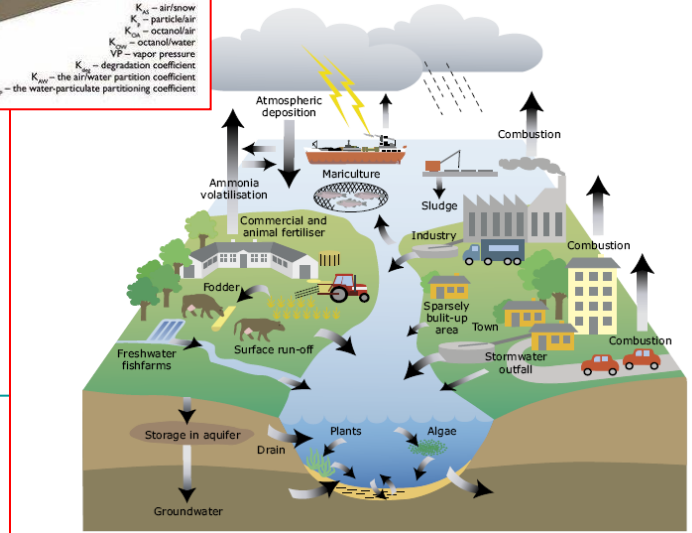 K_AS – air/snow
K_P – particle/air
K_OA – octanol/air
K_OW – octanol/water
VP – vapor pressure
K_deg – degradation coefficient
K_AW – the air/water partition coefficient
P – the water-particulate partitioning coefficient
Atmospheric
deposition
Combustion
Mariculture
Ammonia
volatilisation
Sludge
Commercial and
animal fertiliser
Industry
Combustion
Fodder
Sparsely
bulit-up
area
Town
Combustion
Freshwater
fishfarms
Surface run-off
Stormwater
outfall
Storage in aquifer
Plants
Algae
Drain
Groundwater